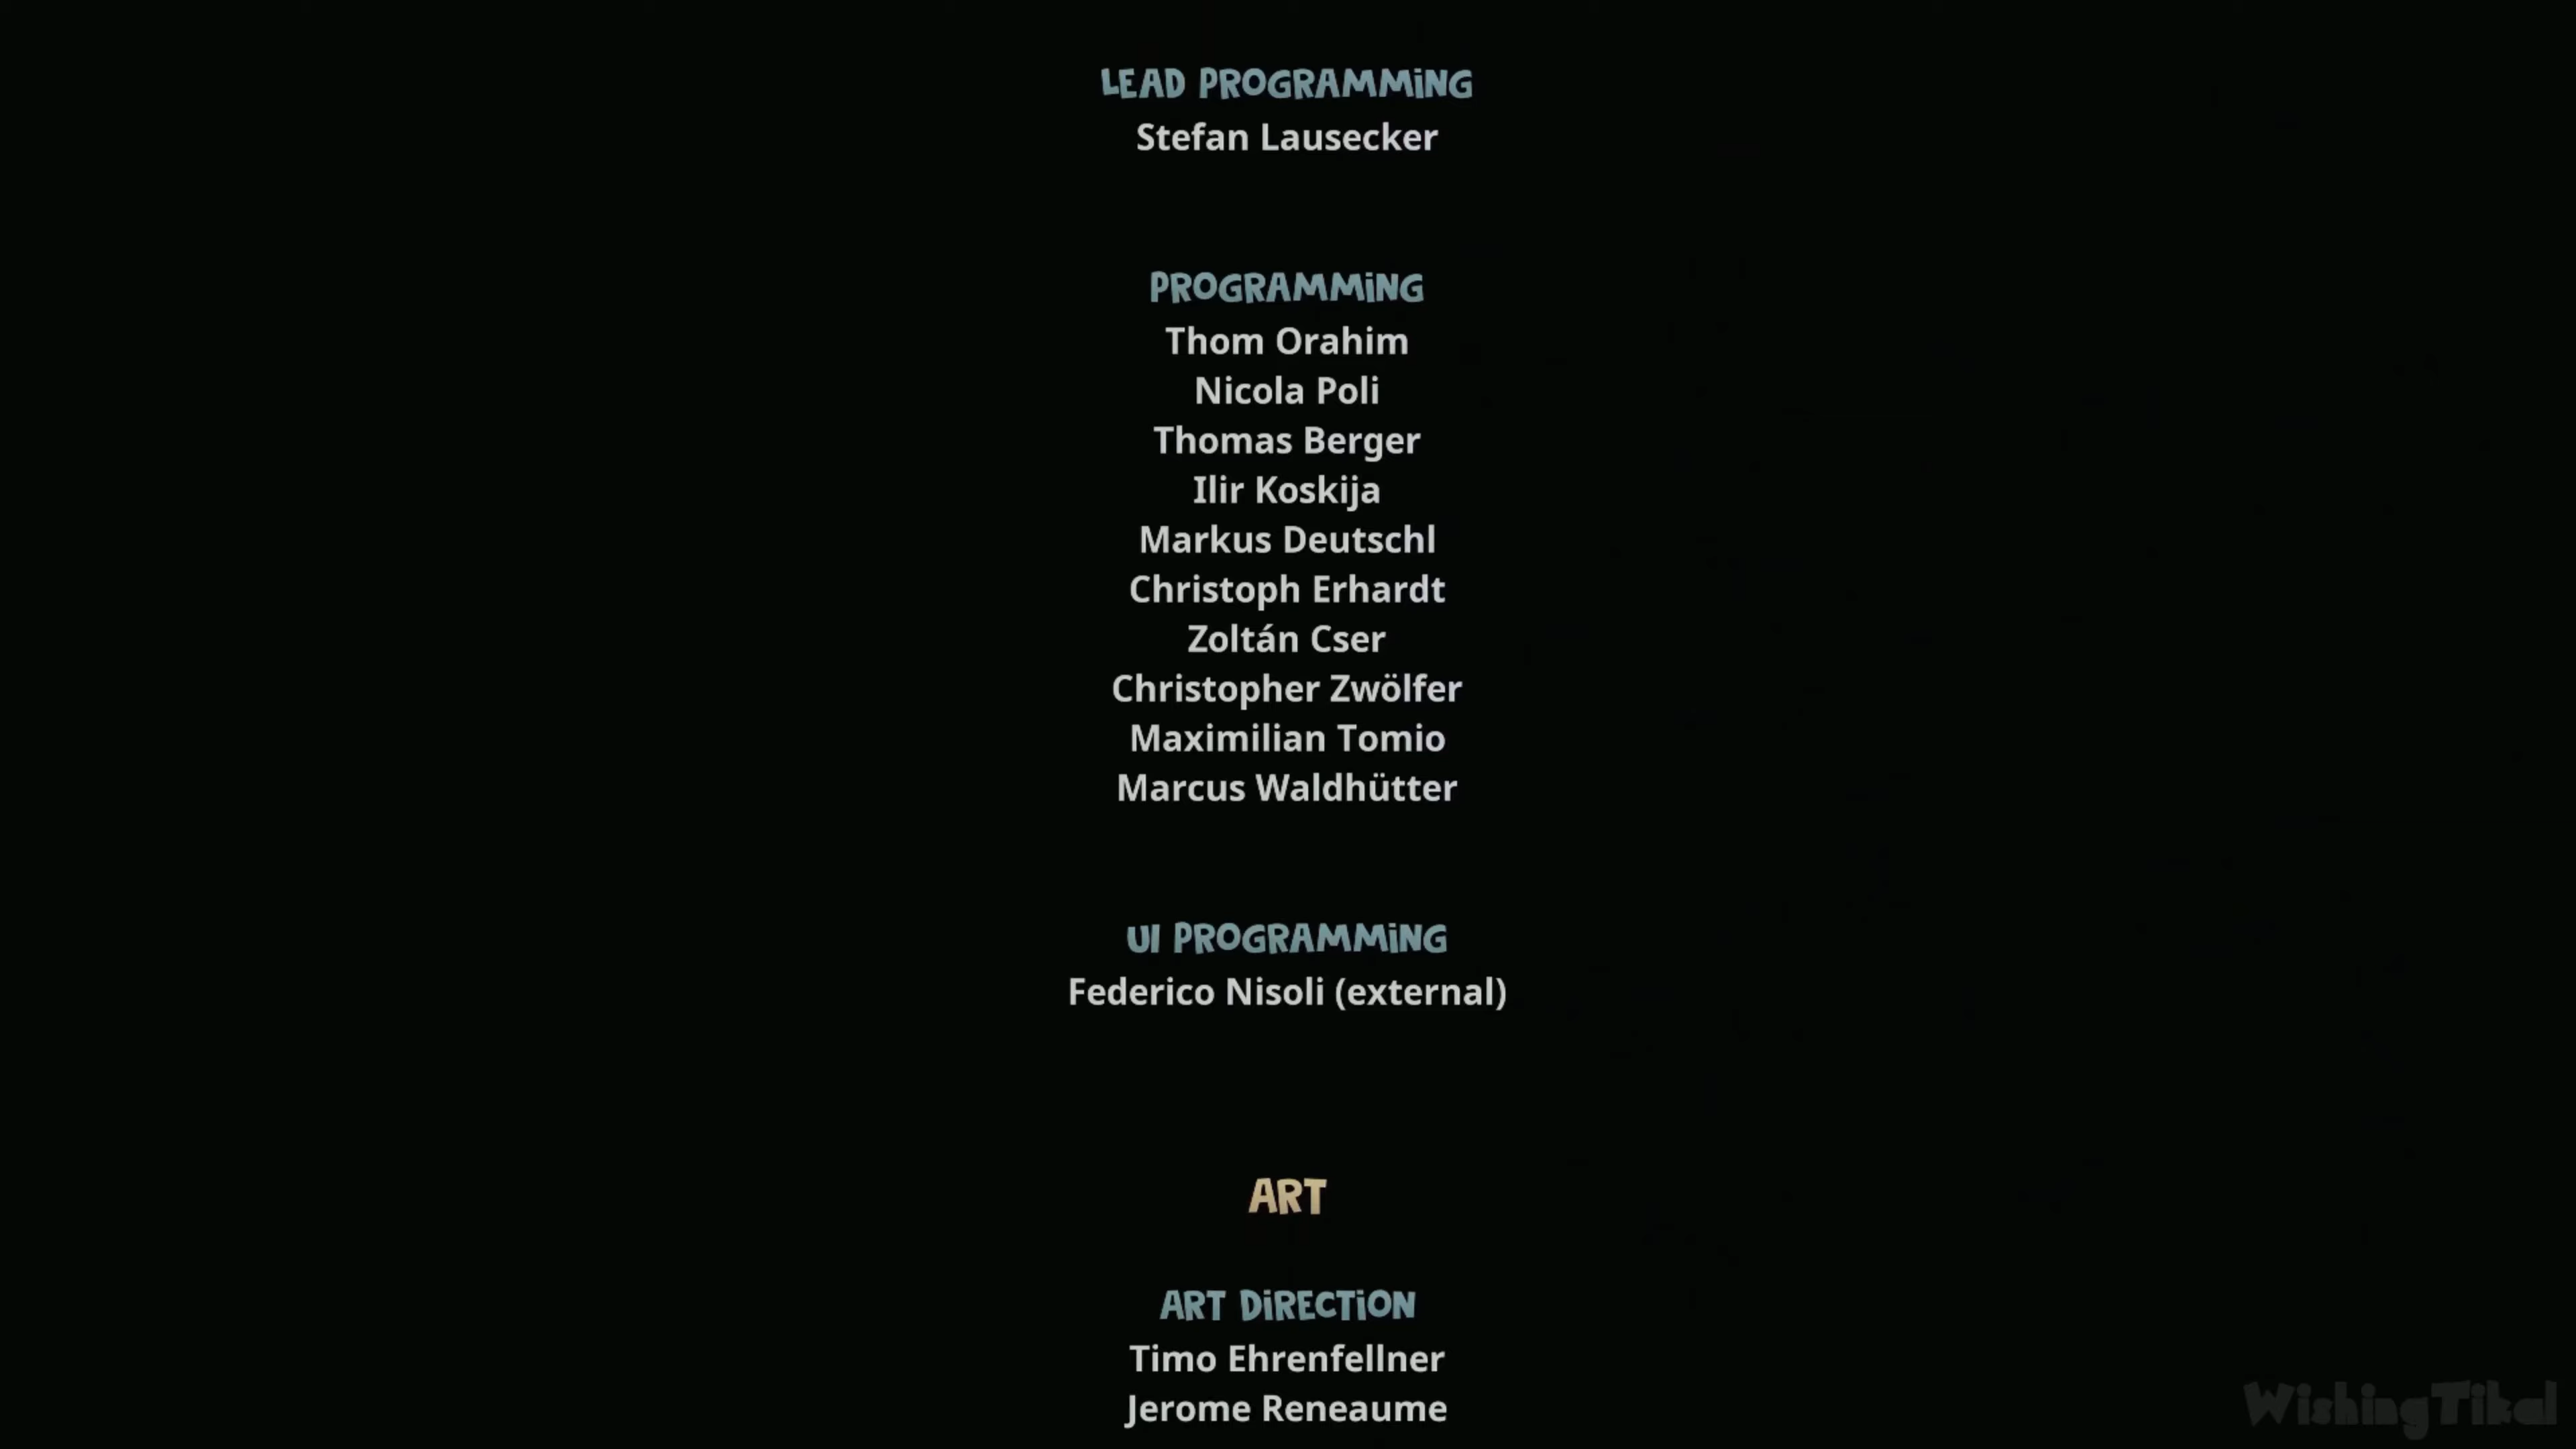 LEAD PROGRAMMiNG
Stefan Lausecker
PROGRAMMiNG
Thom Orahim
Nicola Poli
Thomas Berger
Ilir Koskija
Markus Deutschl
Christoph Erhardt
Zoltán Cser
Christopher Zwölfer
Maximilian Tomio
Marcus Waldhütter
UI PROGRAMMiNG
Federico Nisoli (external)
ART
ART DiRECTiON
Timo Ehrenfellner
Jerome Reneaume
WishingTikal